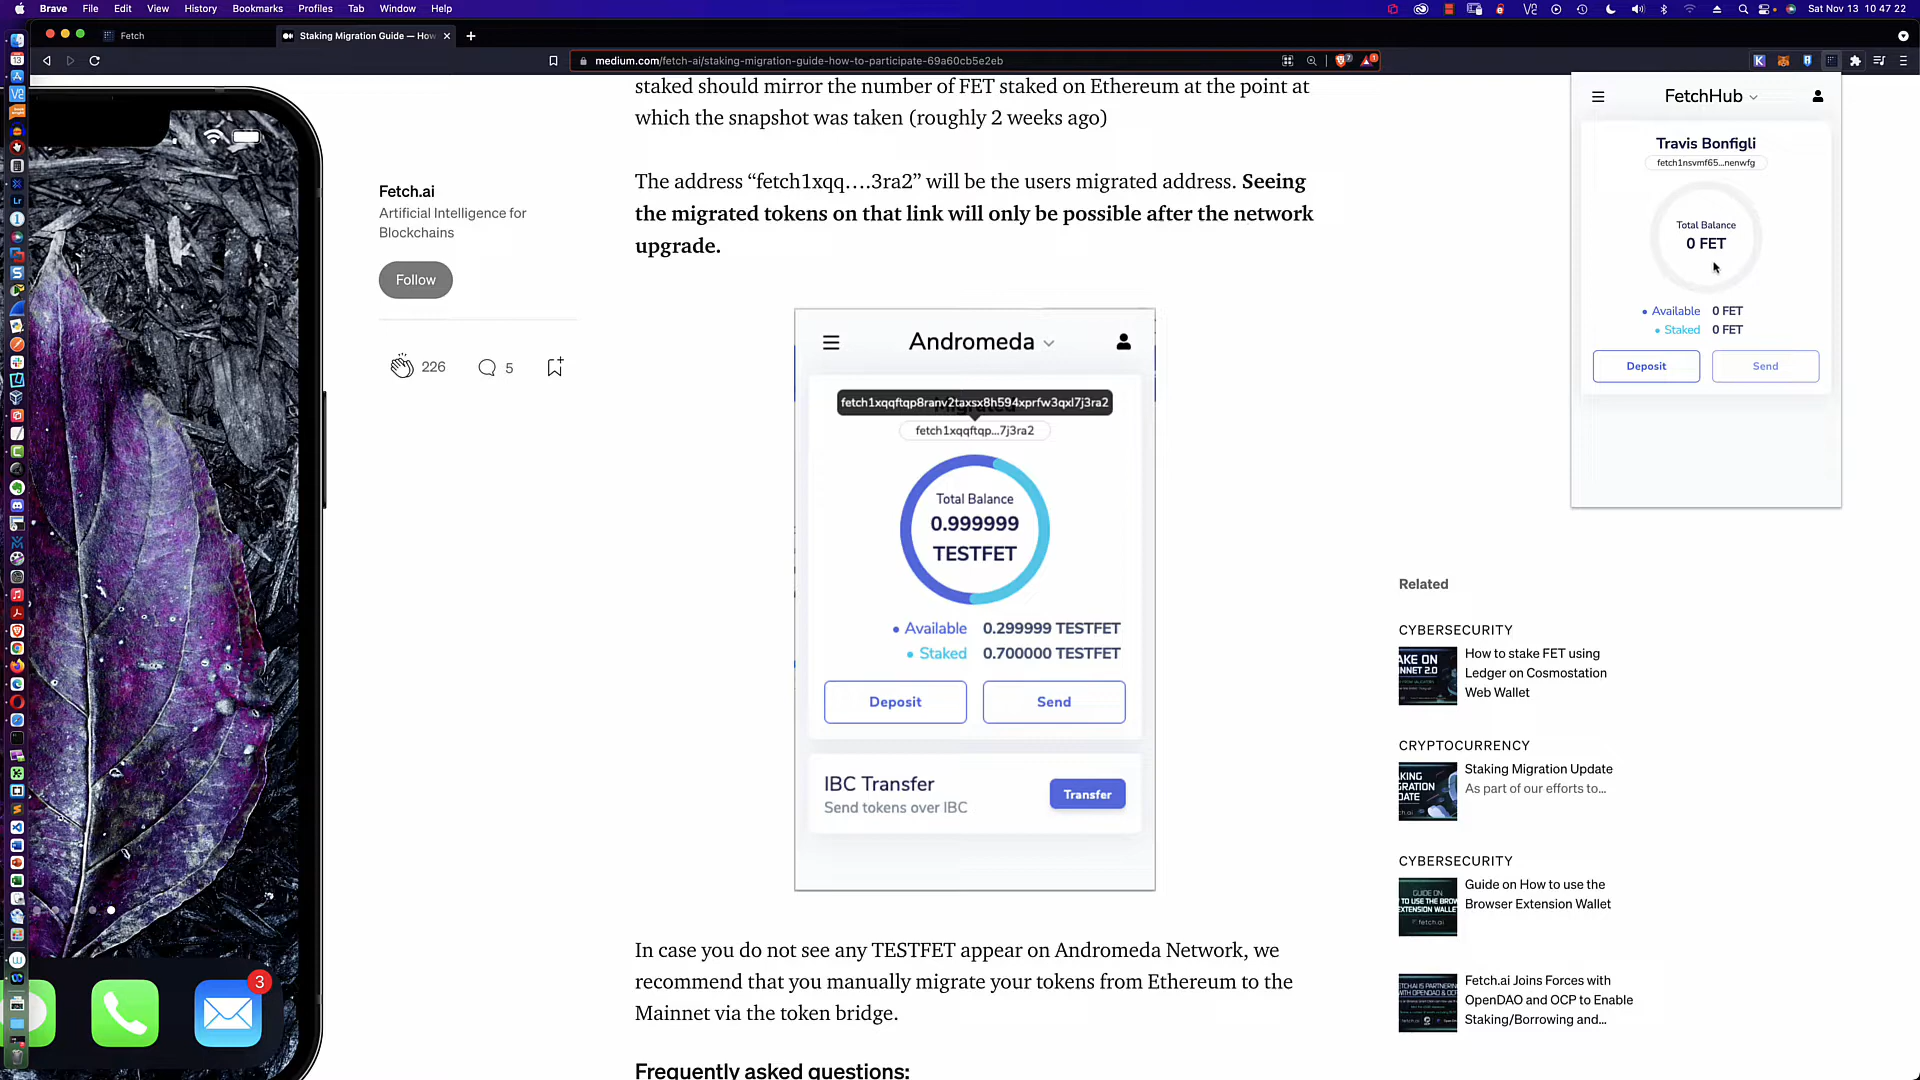 Brave File Edit View History Bookmarks Profiles Tab Window Help
Sat Nov 13 10 47 22
Fetch
Staking Migration Guide — How
medium.com/fetch-ai/staking-migration-guide-how-to-participate-69a60cb5e2eb
Fetch.ai
Artificial Intelligence for
Blockchains
Follow
226
5
3
staked should mirror the number of FET staked on Ethereum at the point at
which the snapshot was taken (roughly 2 weeks ago)
The address “fetch1xqq….3ra2” will be the users migrated address. Seeing
the migrated tokens on that link will only be possible after the network
upgrade.
Andromeda
fetch1xqqftqp8ranv2taxsx8h594xprfw3qxl7j3ra2
fetch1xqqftqp...7j3ra2
Total Balance
0.999999
TESTFET
Available 0.299999 TESTFET
Staked 0.700000 TESTFET
Deposit Send
IBC Transfer
Send tokens over IBC
Transfer
In case you do not see any TESTFET appear on Andromeda Network, we
recommend that you manually migrate your tokens from Ethereum to the
Mainnet via the token bridge.
Frequently asked questions:
FetchHub
Travis Bonfigli
fetch1nsvmf65...nenwfg
Total Balance
0 FET
Available 0 FET
Staked 0 FET
Deposit Send
Related
CYBERSECURITY
How to stake FET using
Ledger on Cosmostation
Web Wallet
CRYPTOCURRENCY
Staking Migration Update
As part of our efforts to...
CYBERSECURITY
Guide on How to use the
Browser Extension Wallet
Fetch.ai Joins Forces with
OpenDAO and OCP to Enable
Staking/Borrowing and...